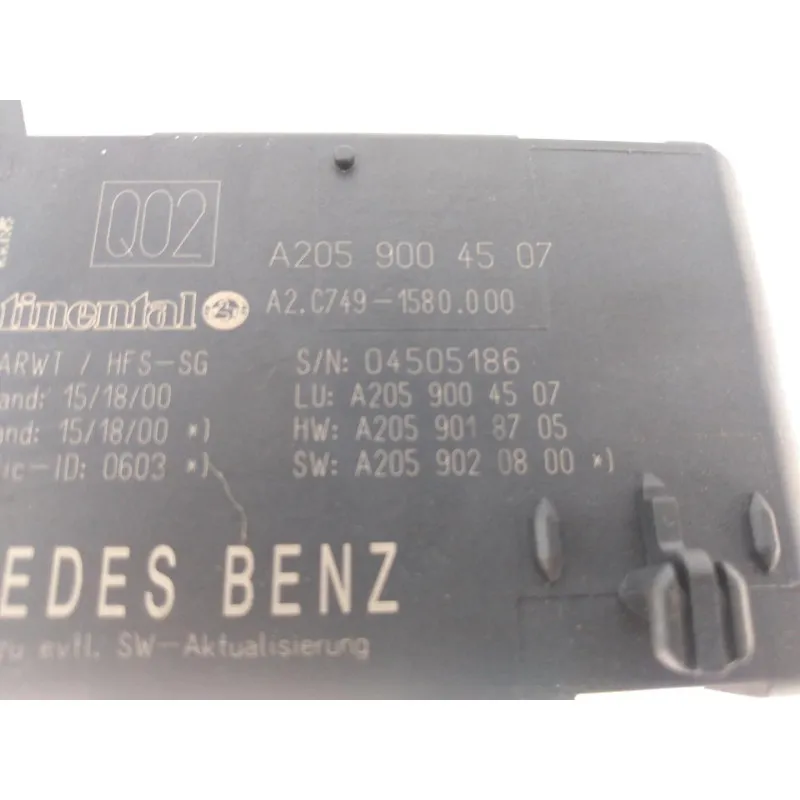 Q02
A205 900 45 07
tinental
A2.C749-1580.000
ARWT / HFS-SG
S/N: 04505186
and: 15/18/00
LU: A205 900 45 07
and: 15/18/00 *)
HW: A205 901 87 05
ic-ID: 0603 *)
SW: A205 902 08 00 *)
EDES BENZ
zu evtl. SW-Aktualisierung